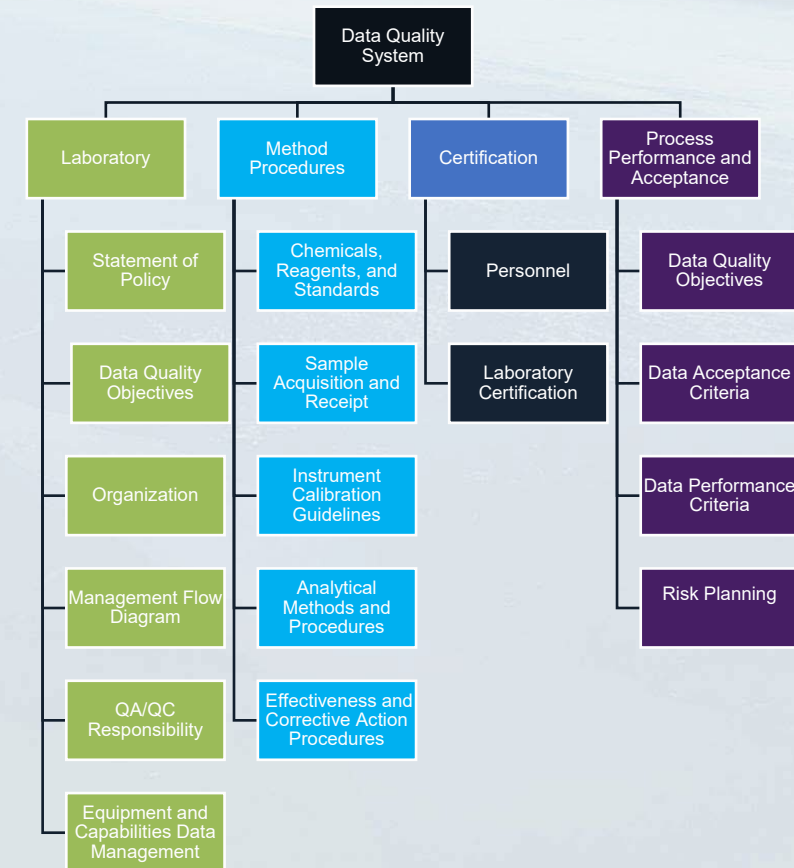 Data Quality
System
Laboratory
Method
Procedures
Certification
Process
Performance and
Acceptance
Statement of
Policy
Data Quality
Objectives
Organization
Management Flow
Diagram
QA/QC
Responsibility
Equipment and
Capabilities Data
Management
Chemicals,
Reagents, and
Standards
Sample
Acquisition and
Receipt
Instrument
Calibration
Guidelines
Analytical
Methods and
Procedures
Effectiveness and
Corrective Action
Procedures
Personnel
Laboratory
Certification
Data Quality
Objectives
Data Acceptance
Criteria
Data Performance
Criteria
Risk Planning